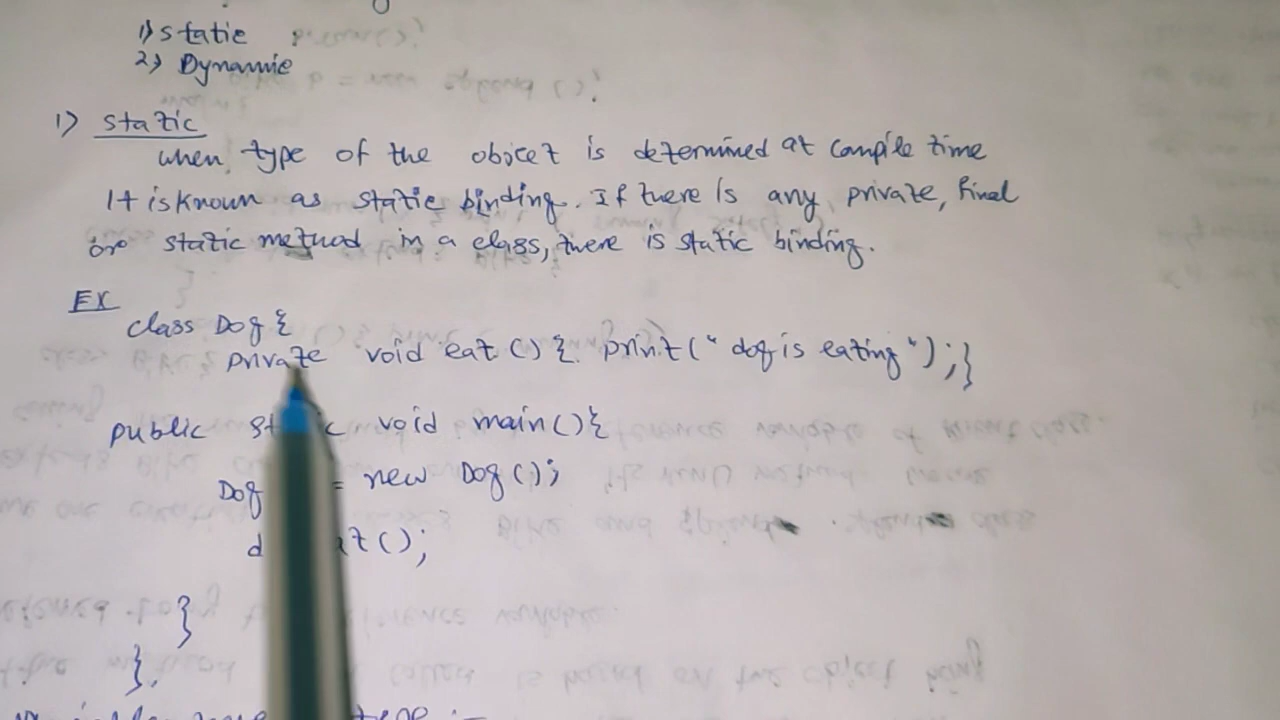 1) static
2) Dynamic
1) static
when type of the object is determined at compile time
It is known as static binding. If there is any private, final
or static method in a class, there is static binding.
EX
class Dog {
private void eat () { print (" dog is eating ") ; }
public void main () {
Dog = new Dog () ;
d () ;
}
}.